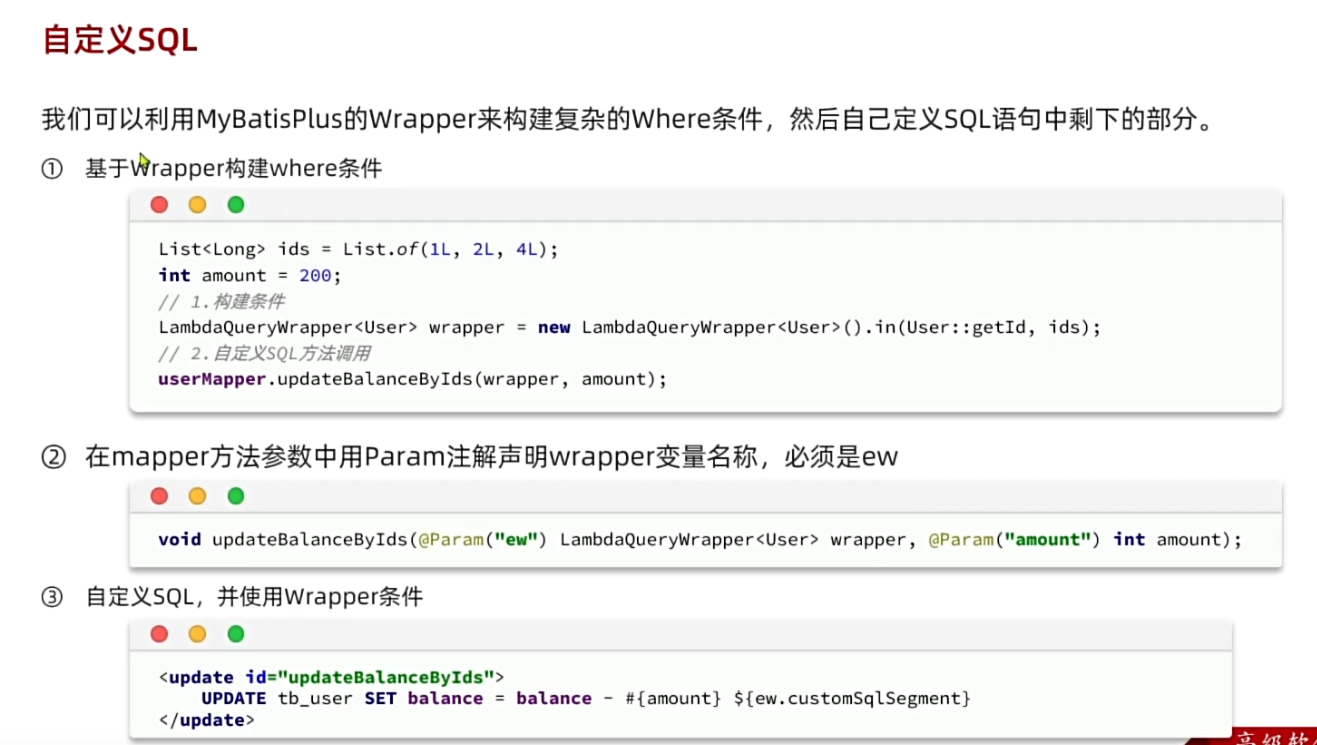 自定义SQL
我们可以利用MyBatisPlus的Wrapper来构建复杂的Where条件，然后自己定义SQL语句中剩下的部分。
① 基于Wrapper构建where条件
List<Long> ids = List.of(1L, 2L, 4L);
int amount = 200;
// 1.构建条件
LambdaQueryWrapper<User> wrapper = new LambdaQueryWrapper<User>().in(User::getId, ids);
// 2.自定义SQL方法调用
userMapper.updateBalanceByIds(wrapper, amount);
② 在mapper方法参数中用Param注解声明wrapper变量名称，必须是ew
void updateBalanceByIds(@Param("ew") LambdaQueryWrapper<User> wrapper, @Param("amount") int amount);
③ 自定义SQL，并使用Wrapper条件
<update id="updateBalanceByIds">
    UPDATE tb_user SET balance = balance - #{amount} ${ew.customSqlSegment}
</update>
高级软